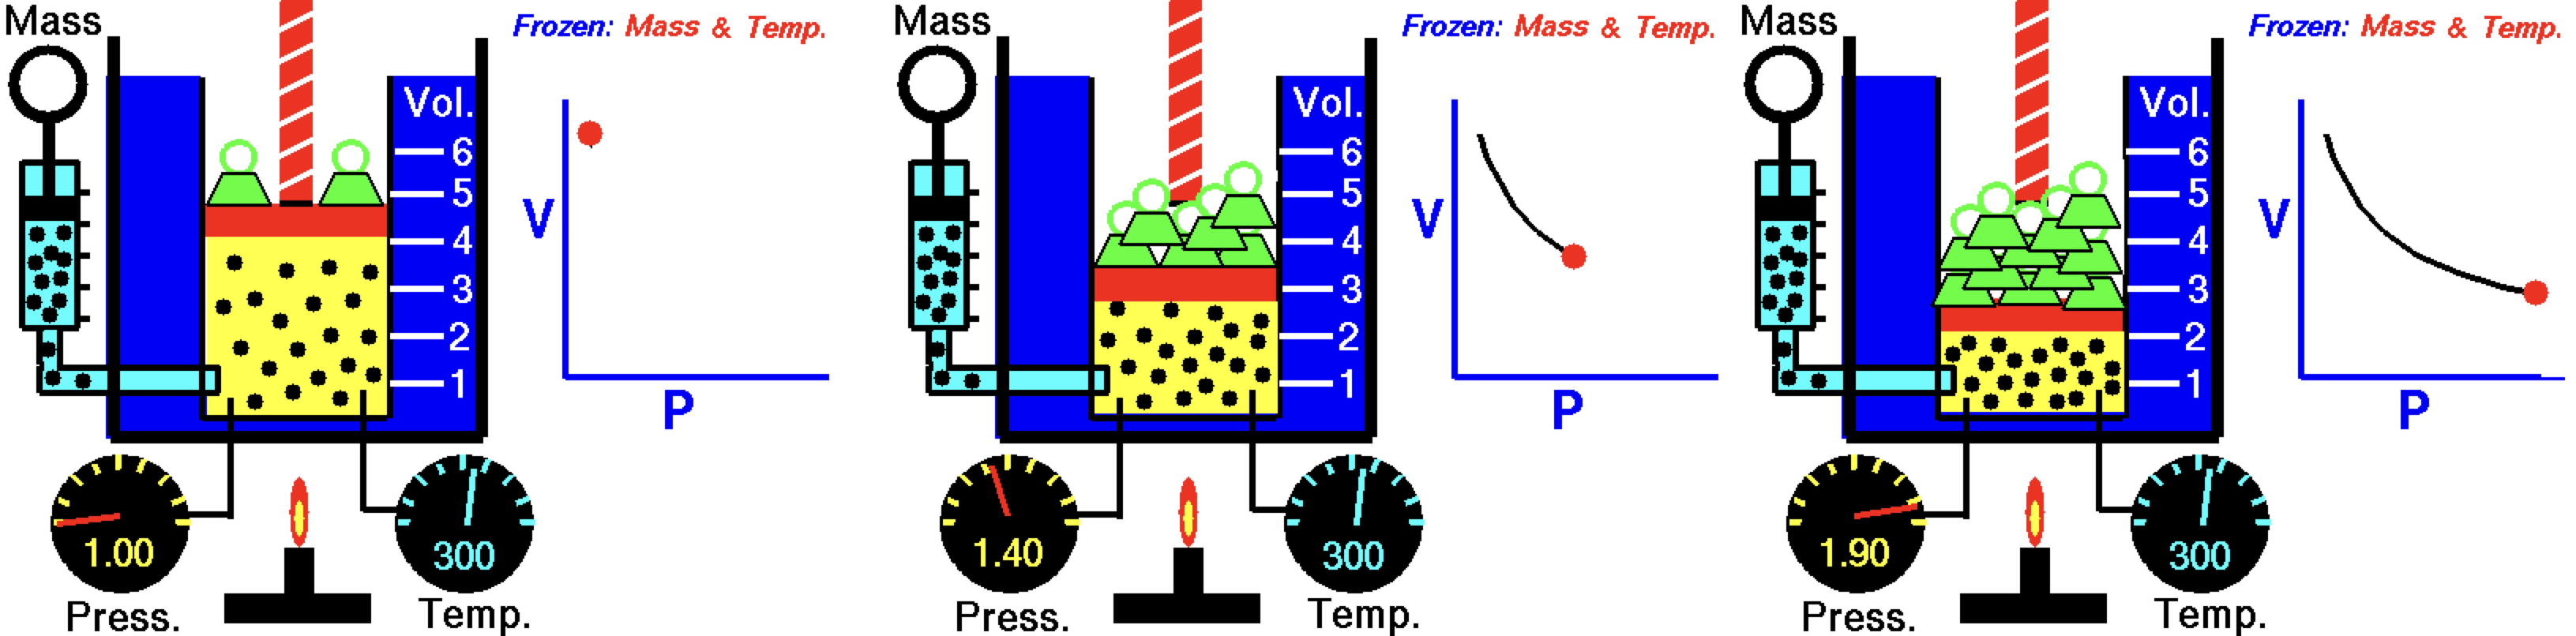 Mass
Frozen: Mass & Temp.
Vol.
6
5
4
3
2
1
V
P
1.00
300
Press.
Temp.
Mass
Frozen: Mass & Temp.
Vol.
6
5
4
3
2
1
V
P
1.40
300
Press.
Temp.
Mass
Frozen: Mass & Temp.
Vol.
6
5
4
3
2
1
V
P
1.90
300
Press.
Temp.